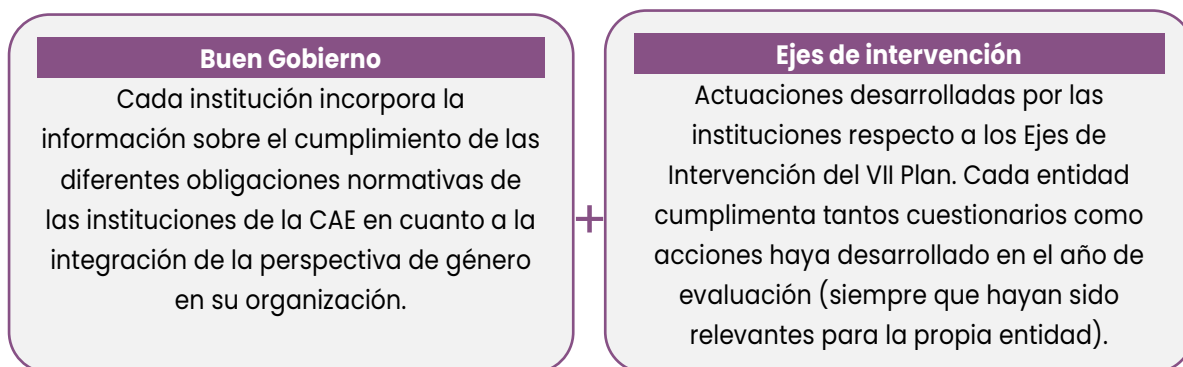 Buen Gobierno
Cada institución incorpora la
información sobre el cumplimiento de las
diferentes obligaciones normativas de
las instituciones de la CAE en cuanto a la
integración de la perspectiva de género
en su organización.
+
Ejes de intervención
Actuaciones desarrolladas por las
instituciones respecto a los Ejes de
Intervención del VII Plan. Cada entidad
cumplimenta tantos cuestionarios como
acciones haya desarrollado en el año de
evaluación (siempre que hayan sido
relevantes para la propia entidad).